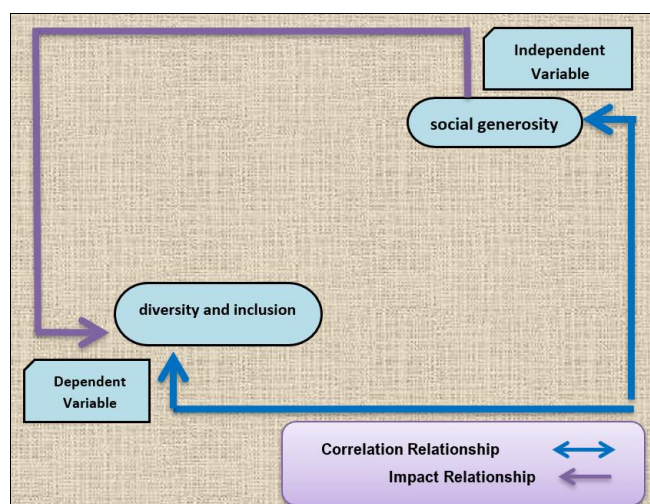 Independent
Variable
social generosity
diversity and inclusion
Dependent
Variable
Correlation Relationship
Impact Relationship